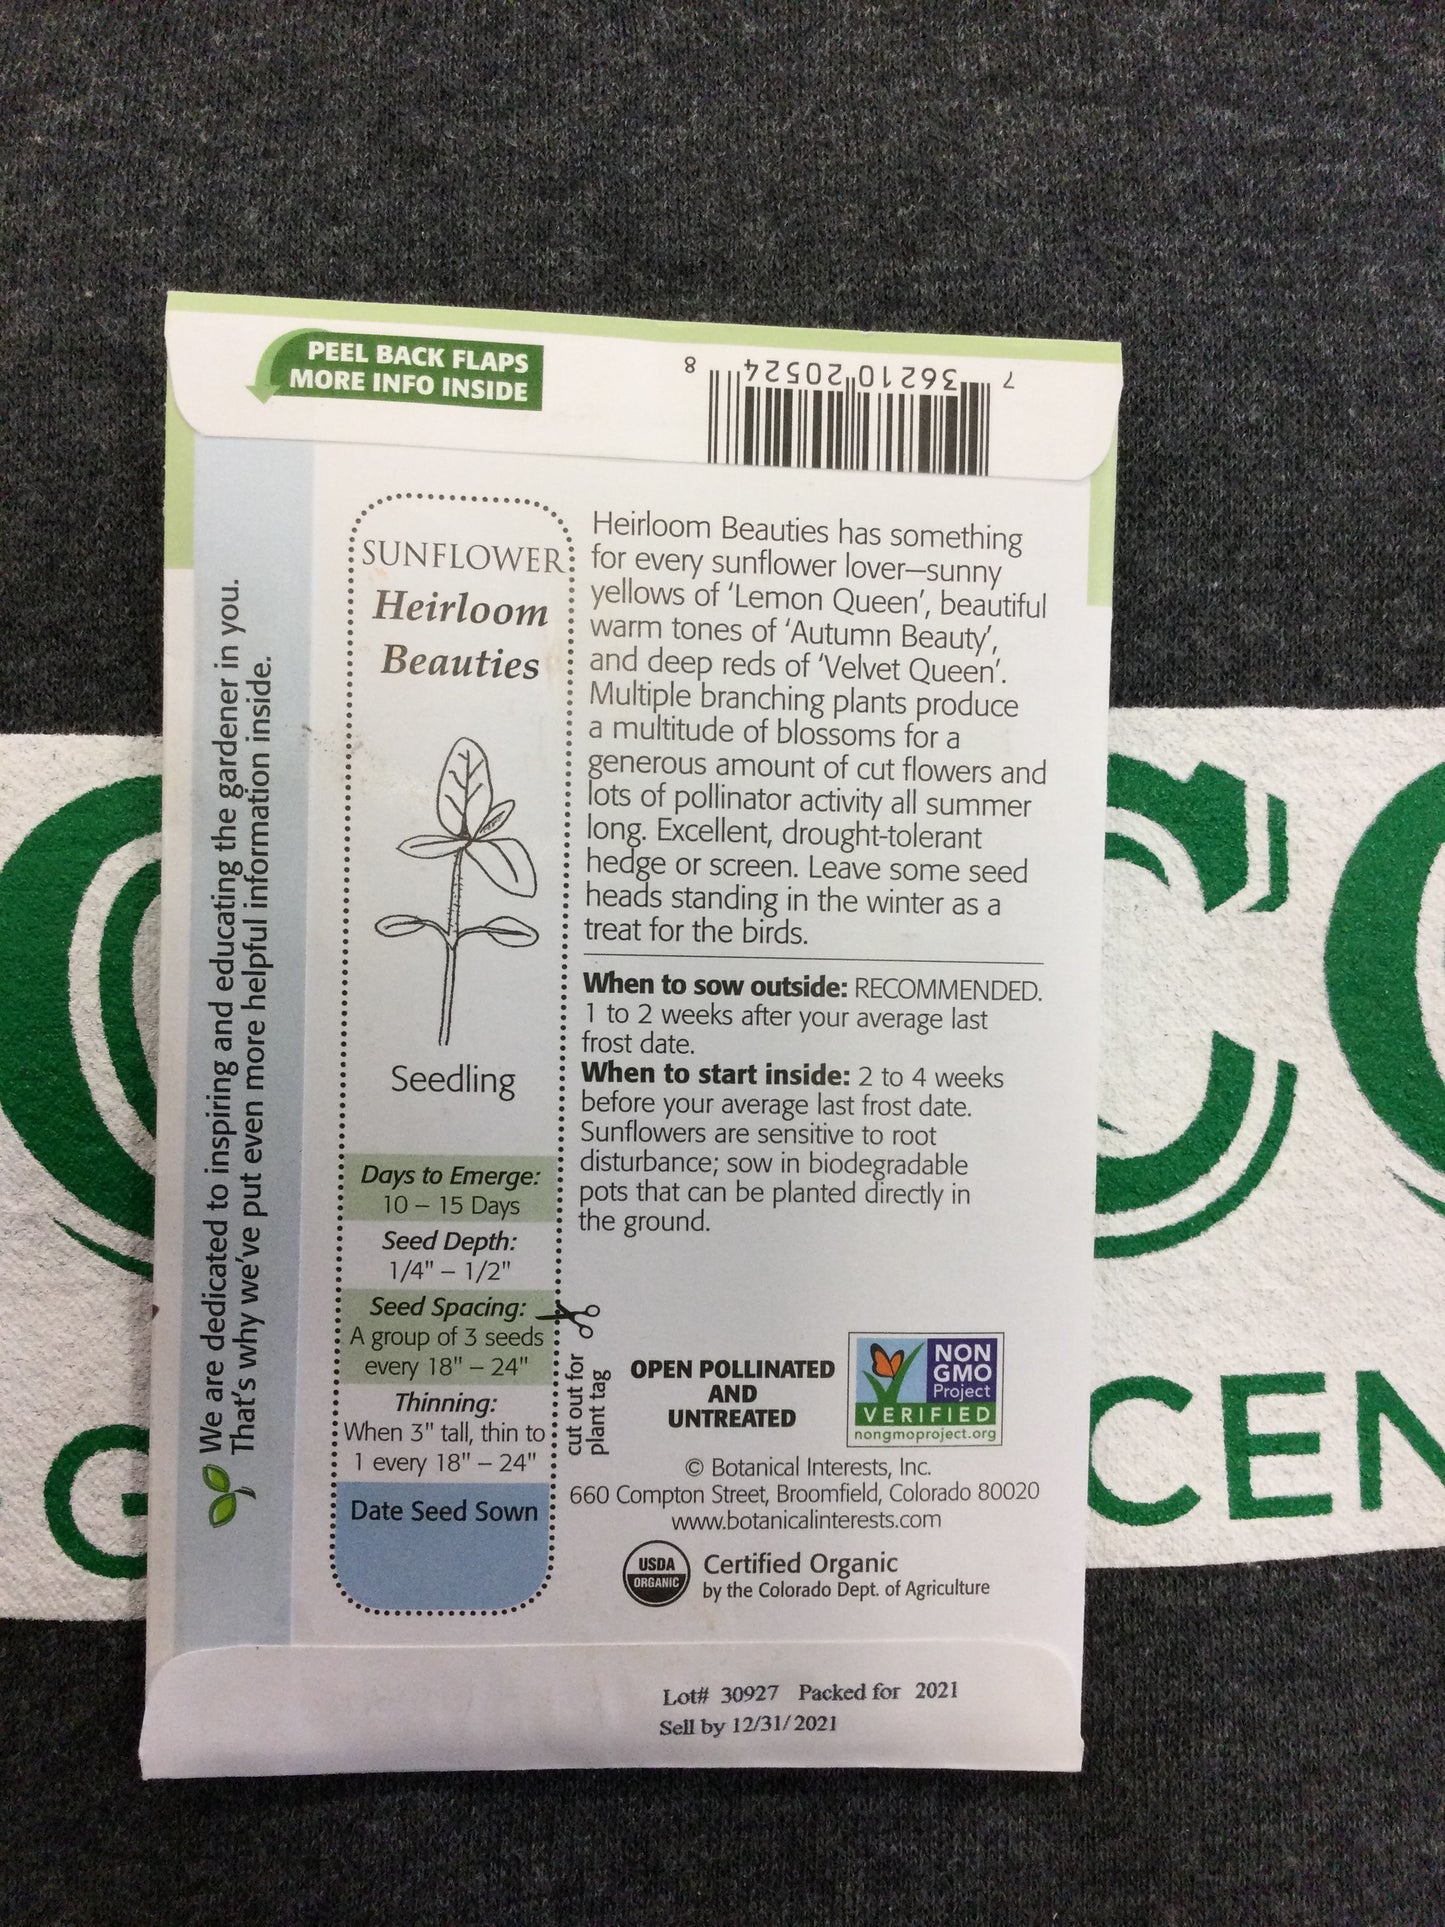 PEEL BACK FLAPS
MORE INFO INSIDE
7 36210 20524 8
We are dedicated to inspiring and educating the gardener in you.
That's why we've put even more helpful information inside.
SUNFLOWER
Heirloom
Beauties
Seedling
Days to Emerge:
10 – 15 Days
Seed Depth:
1/4" – 1/2"
Seed Spacing:
A group of 3 seeds
every 18" – 24"
Thinning:
When 3" tall, thin to
1 every 18" – 24"
Date Seed Sown
cut out for
plant tag
Heirloom Beauties has something
for every sunflower lover—sunny
yellows of 'Lemon Queen', beautiful
warm tones of 'Autumn Beauty',
and deep reds of 'Velvet Queen'.
Multiple branching plants produce
a multitude of blossoms for a
generous amount of cut flowers and
lots of pollinator activity all summer
long. Excellent, drought-tolerant
hedge or screen. Leave some seed
heads standing in the winter as a
treat for the birds.
When to sow outside: RECOMMENDED.
1 to 2 weeks after your average last
frost date.
When to start inside: 2 to 4 weeks
before your average last frost date.
Sunflowers are sensitive to root
disturbance; sow in biodegradable
pots that can be planted directly in
the ground.
OPEN POLLINATED
AND
UNTREATED
NON
GMO
Project
VERIFIED
nongmoproject.org
© Botanical Interests, Inc.
660 Compton Street, Broomfield, Colorado 80020
www.botanicalinterests.com
USDA
ORGANIC
Certified Organic
by the Colorado Dept. of Agriculture
Lot# 30927 Packed for 2021
Sell by 12/31/2021
G
CEN